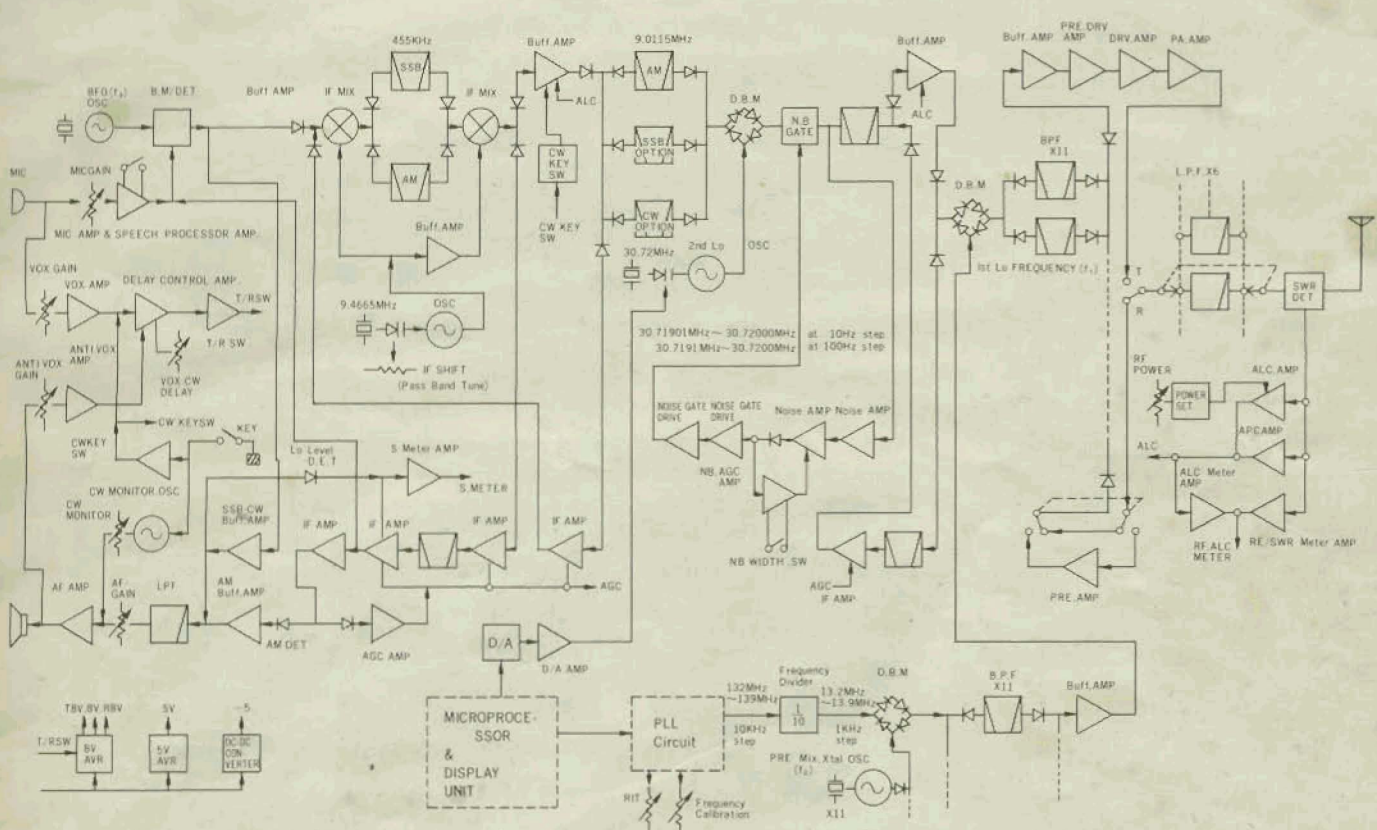 455KHz
SSB
AM
Buff.AMP
9.0115MHz
AM
SSB
OPTION
CW
OPTION
Buff.AMP
ALC
Buff.AMP
PRE.DRV
AMP
DRV.AMP
PA.AMP
BFO(f₃)
OSC
B.M/DET
Buff AMP
IF MIX
IF MIX
ALC
CW
KEY
SW
CW KEY
SW
D.B.M
N.B
GATE
D.B.M
BPF
X11
L.P.F.X6
MIC
MICGAIN
MIC AMP & SPEECH PROCESSOR AMP.
Buff.AMP
30.72MHz
2nd Lo
OSC
1st Lo FREQUENCY (f₁)
T
R
SWR
DET
VOX GAIN
VOX AMP
DELAY CONTROL AMP.
T/RSW
T/R SW
9.4665MHz
OSC
IF SHIFT
(Pass Band Tune)
30.71901MHz～30.72000MHz at 10Hz step
30.7191MHz～30.7200MHz at 100Hz step
ANTI VOX
GAIN
ANTI VOX
AMP
VOX.CW
DELAY
RF
POWER
POWER
SET
ALC.AMP
APCAMP
ALC
ALC Meter
AMP
RF.ALC
METER
RE/SWR Meter AMP
CW KEYSW
KEY
CWKEY
SW
CW MONITOR.OSC
CW
MONITOR
Lo Level
D.E.T
S Meter AMP
S.METER
NOISE GATE
DRIVE
NOISE GATE
DRIVE
Noise AMP
Noise AMP
NB.AGC
AMP
NB WIDTH .SW
SSB-CW
Buff.AMP
IF AMP
IF AMP
IF AMP
IF AMP
AGC
AGC
IF AMP
PRE.AMP
AF AMP
AF-
GAIN
LPT
AM
Buff.AMP
AM DET
AGC AMP
D/A
D/A AMP
MICROPROCE-
SSOR
&
DISPLAY
UNIT
PLL
Circuit
RIT
Frequency
Calibration
132MHz
～139MHz
10KHz
step
Frequency
Divider
1
10
13.2MHz
～13.9MHz
1KHz
step
D.B.M
PRE Mix.Xtal OSC
(f₂)
X11
B.P.F
X11
Buff.AMP
T8V.8V.R8V
T/RSW
8V
AVR
5V
5V
AVR
-5
DC-DC
CON-
VERTER